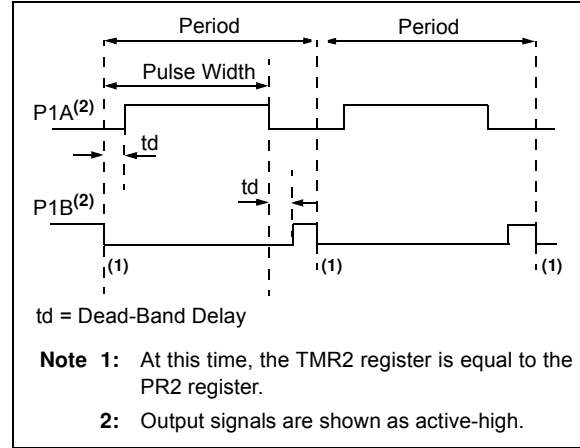 Period Period
Pulse Width
P1A(2)
td
td
P1B(2)
(1) (1) (1)
td = Dead-Band Delay
Note 1: At this time, the TMR2 register is equal to the
PR2 register.
2: Output signals are shown as active-high.